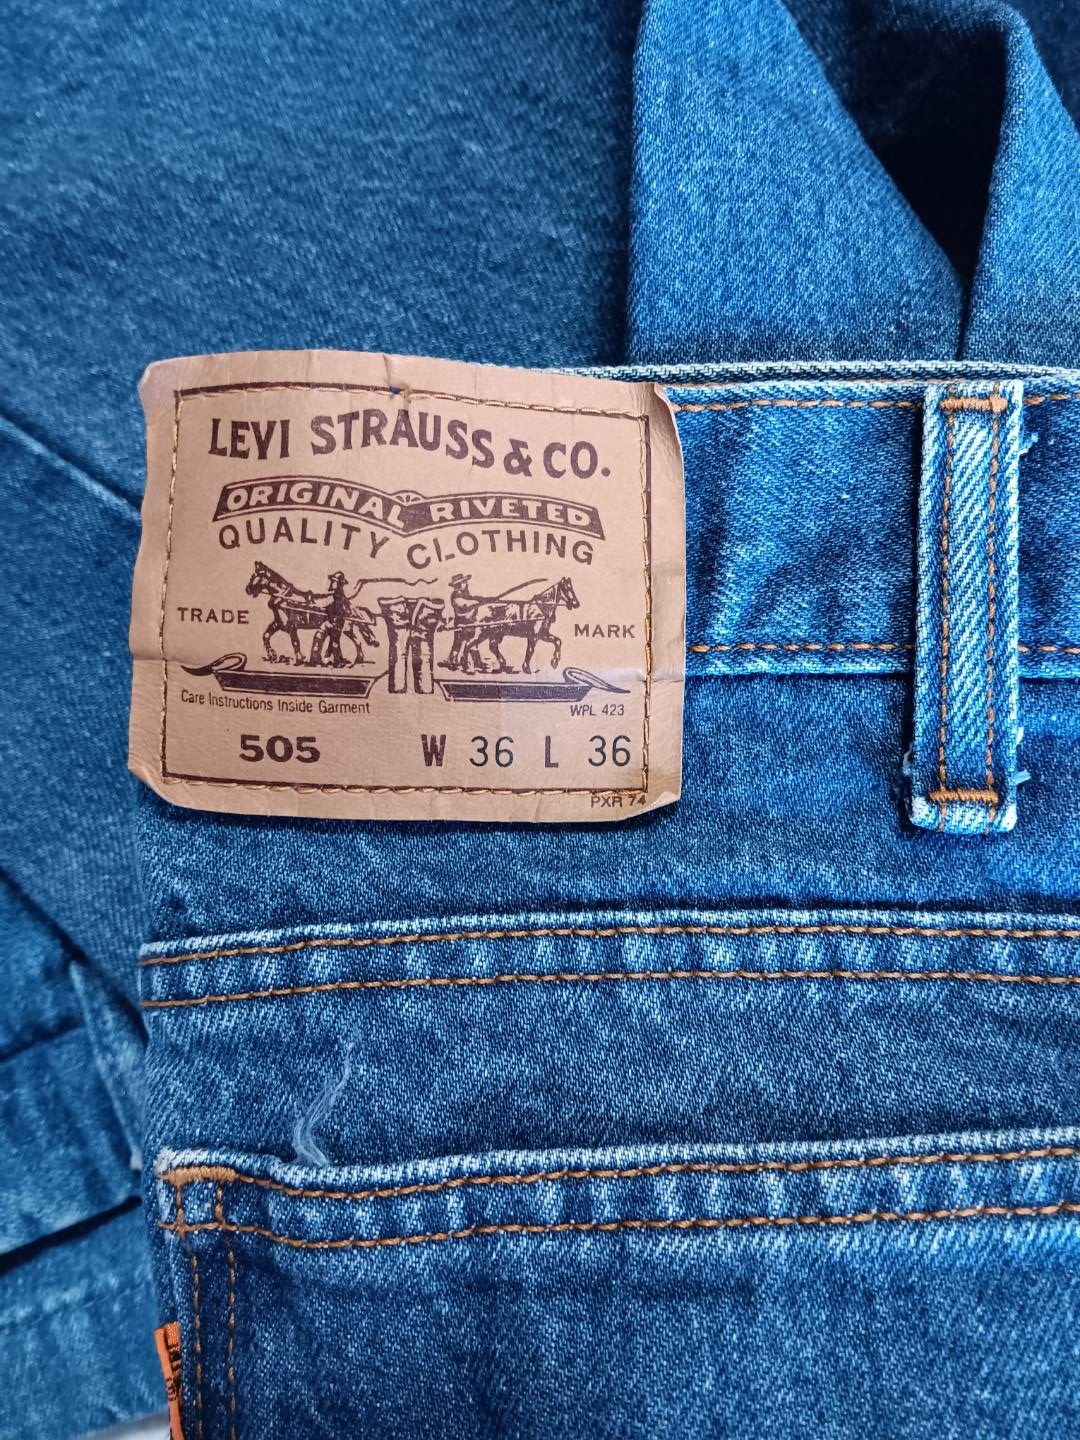 LEVI STRAUSS & CO.
ORIGINAL RIVETED
QUALITY CLOTHING
TRADE MARK
Care Instructions Inside Garment
WPL 423
505 W 36 L 36
PXR 74